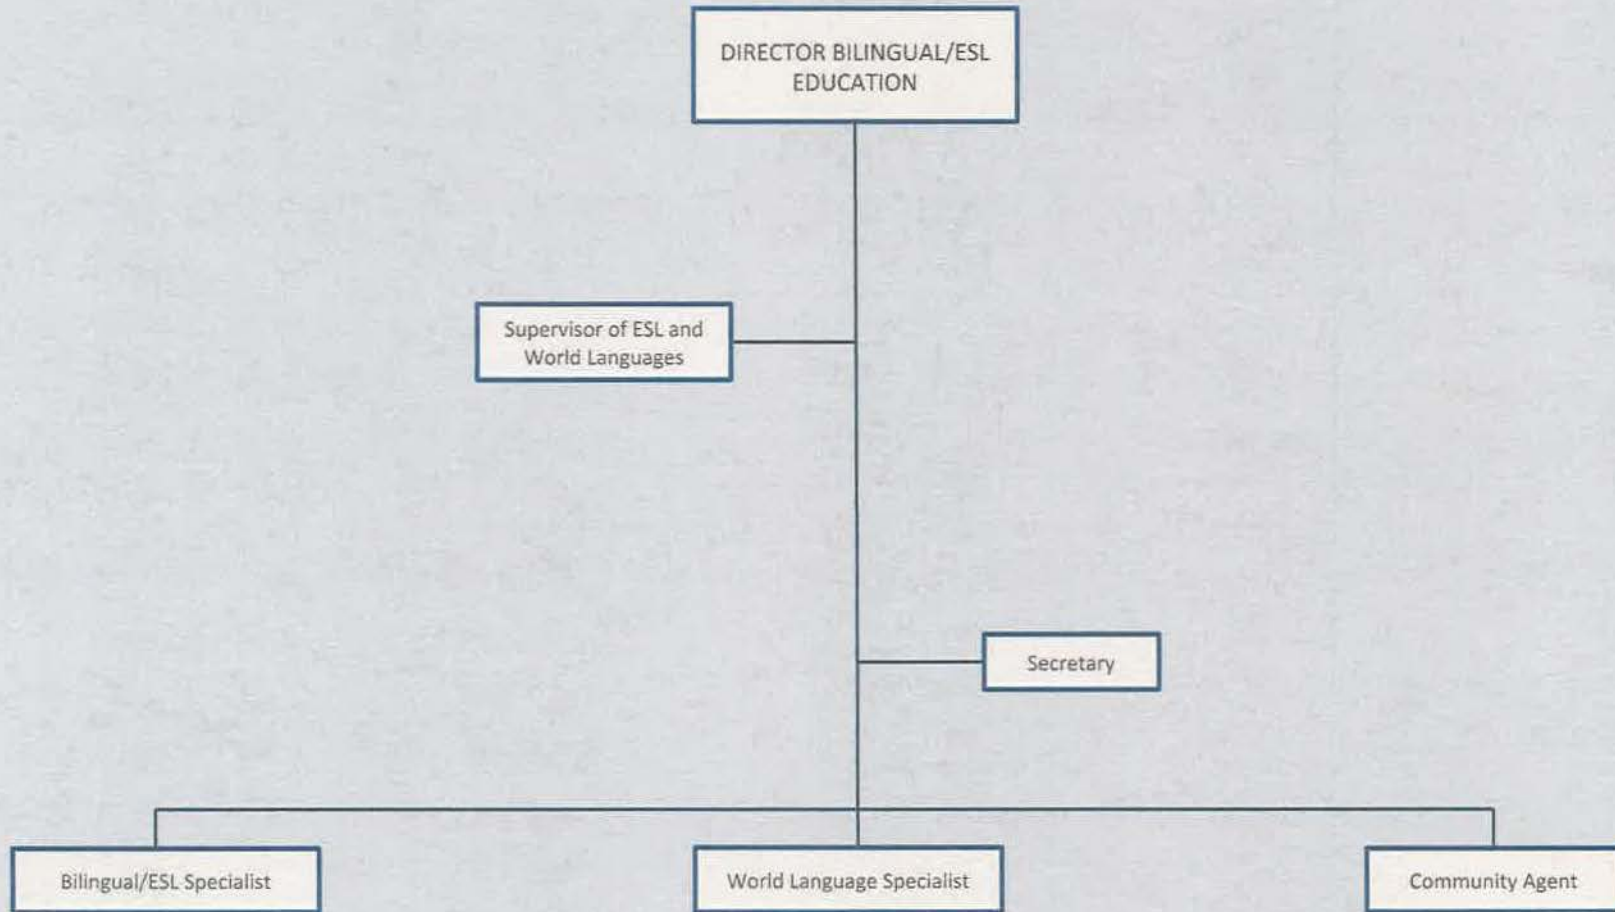 DIRECTOR BILINGUAL/ESL
EDUCATION
Supervisor of ESL and
World Languages
Secretary
Bilingual/ESL Specialist
World Language Specialist
Community Agent